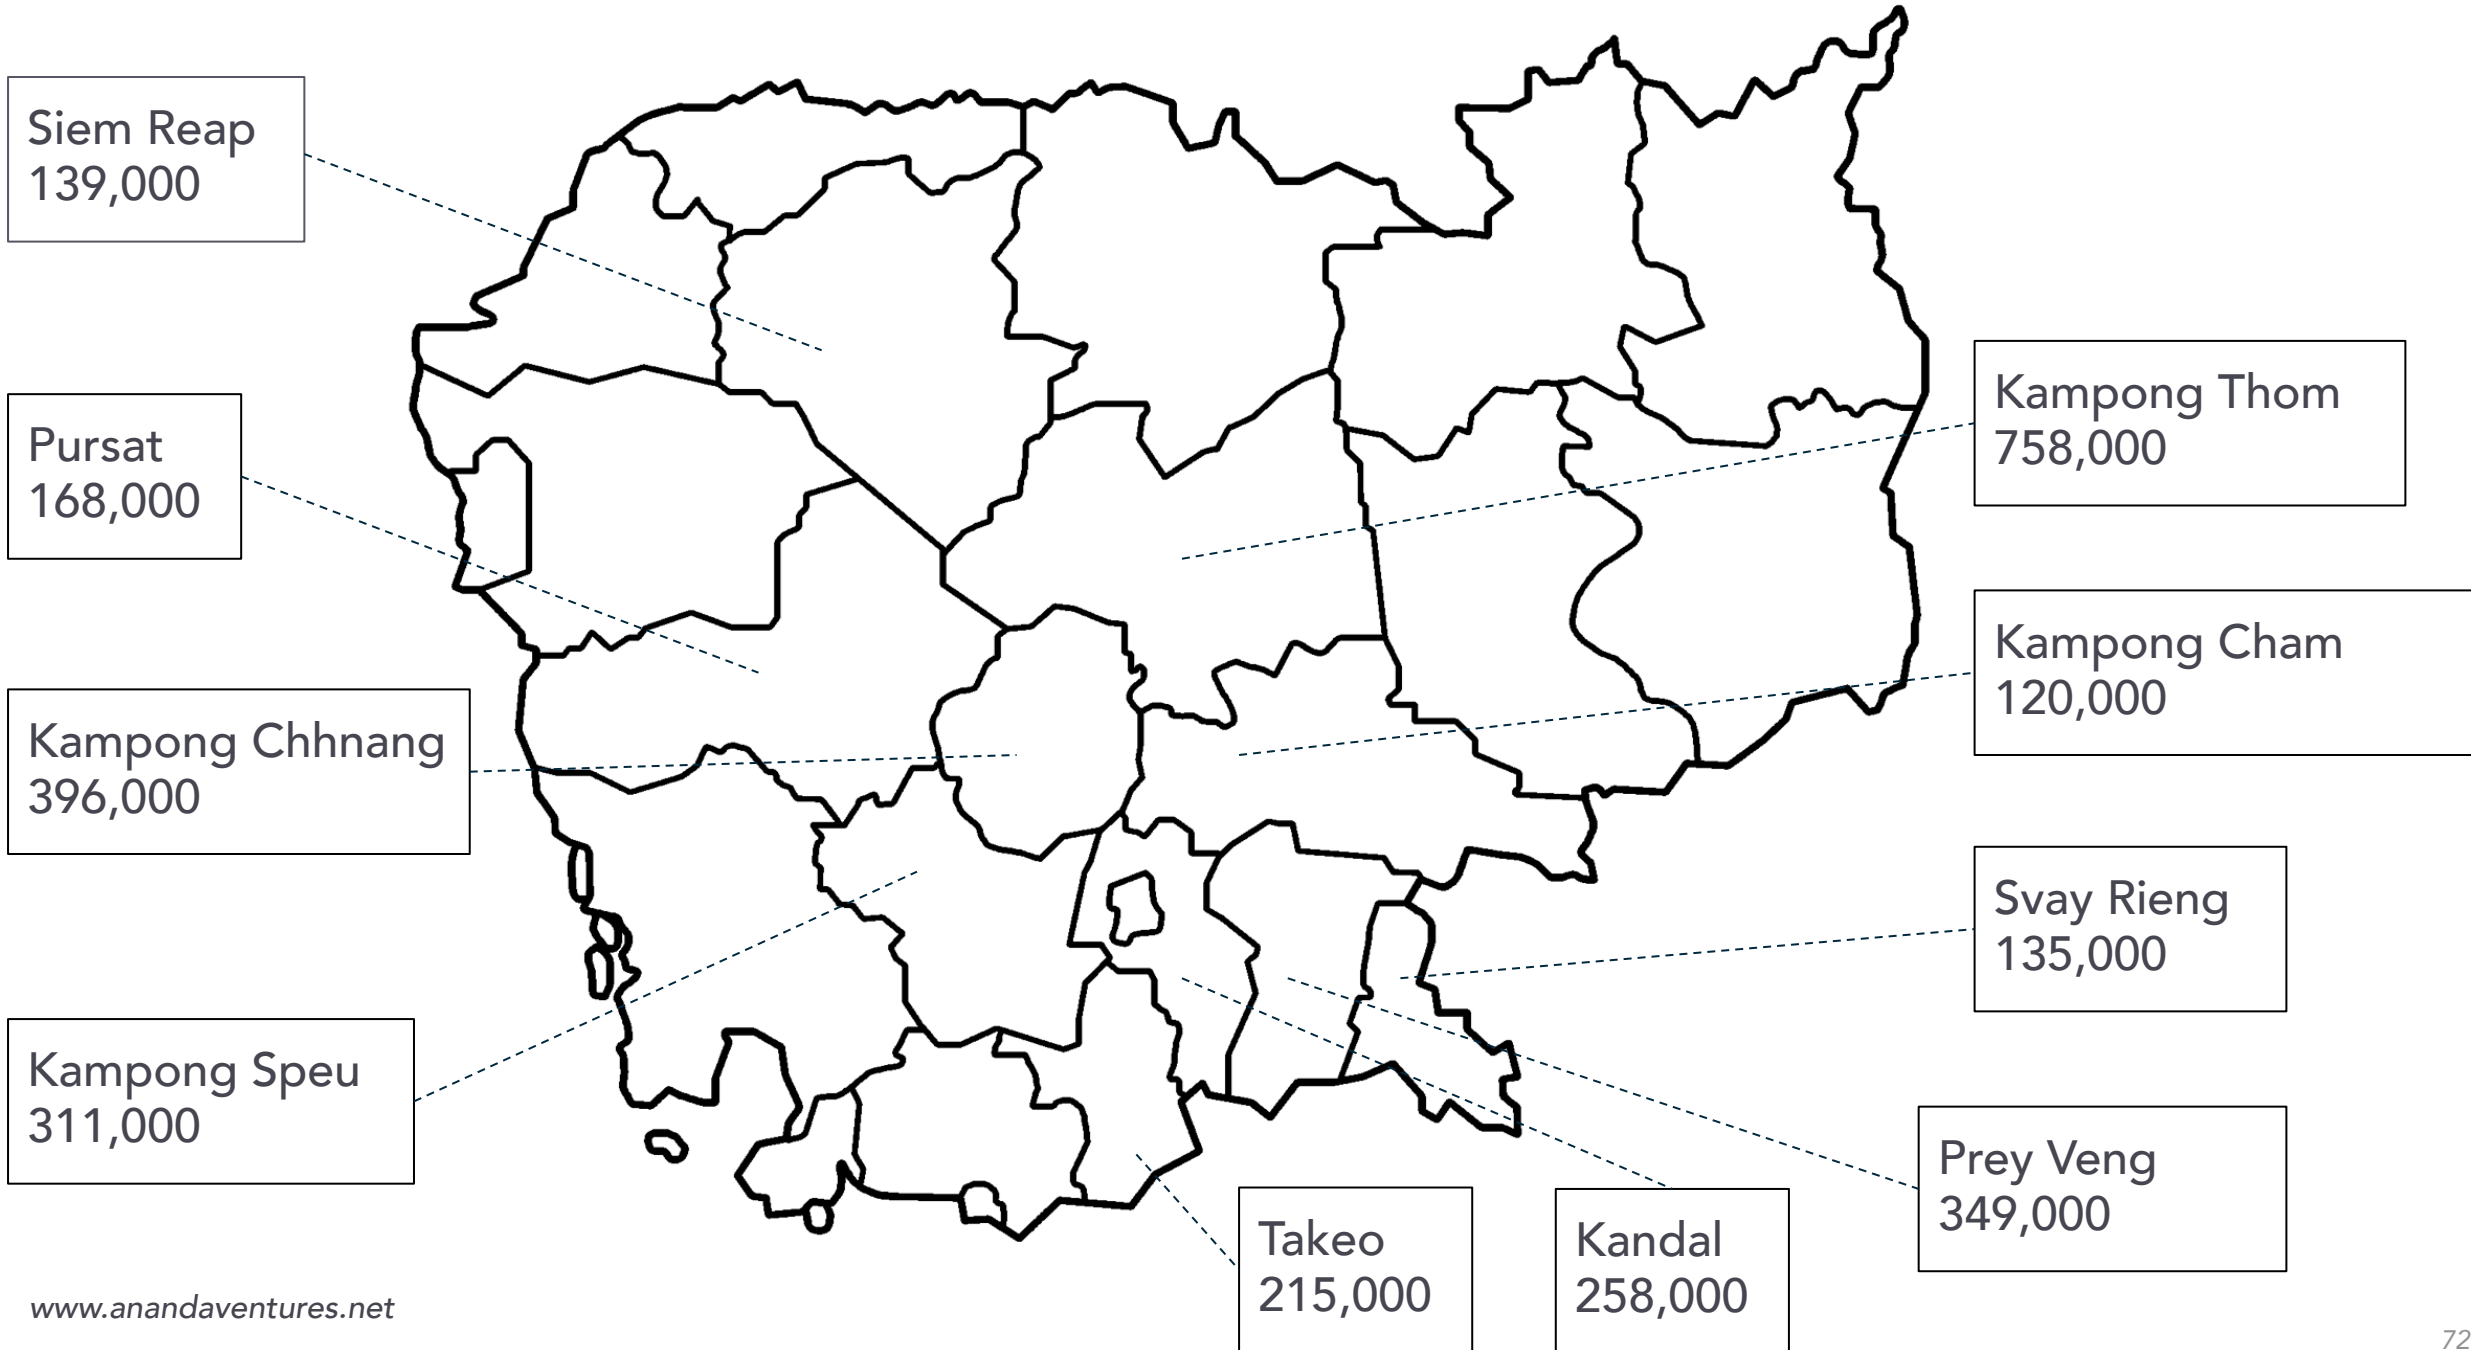 Siem Reap
139,000
Pursat
168,000
Kampong Chhnang
396,000
Kampong Speu
311,000
Kampong Thom
758,000
Kampong Cham
120,000
Svay Rieng
135,000
Prey Veng
349,000
Takeo
215,000
Kandal
258,000
www.anandaventures.net
72